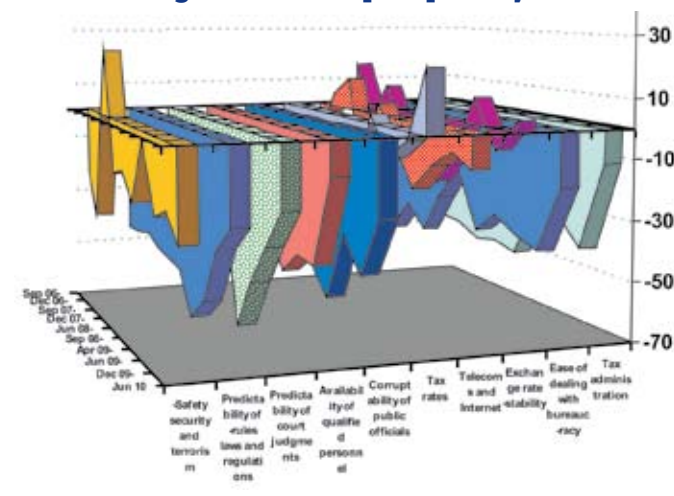 30
10
-10
-30
-50
-70
Sep 06-
Dec 06-
Sep 07-
Dec 07-
Jun 08-
Sep 08-
Apr 09-
Jun 09-
Dec 09-
Jun 10
-Safety
security
and
terroris
m
Predicta
bility of
-rules
laws and
regulati
ons
Predicta
bility of
court
judgme
nts
Availabil
ity of
qualifie
d
personn
el
Corrupt
ability of
public
officials
Tax
rates
Telecom
s and
Internet
Exchan
ge rate
-stability
Ease of
dealing
with
bureauc
-racy
Tax
adminis
tration